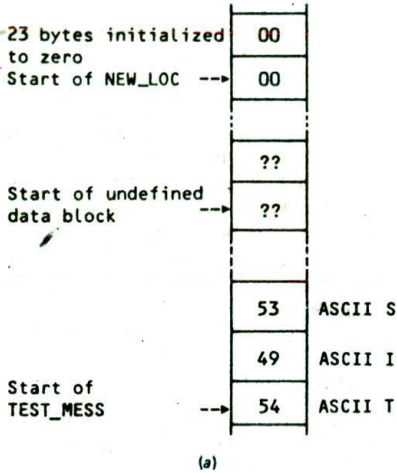 23 bytes initialized
to zero
00
Start of NEW_LOC
00
??
Start of undefined
data block
??
53 ASCII S
49 ASCII I
Start of
TEST_MESS
54 ASCII T
(a)